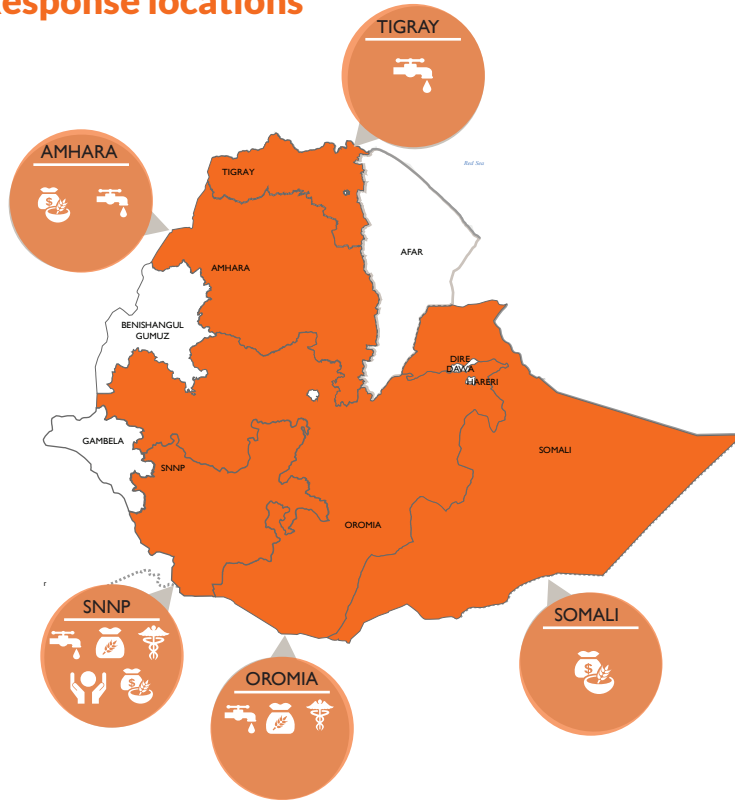 esponse locations
TIGRAY
AMHARA
Red Sea
TIGRAY
AFAR
AMHARA
BENISHANGUL
GUMUZ
DIRE
DAWA
HARERI
GAMBELA
SOMALI
SNNP
OROMIA
r
SNNP
SOMALI
OROMIA